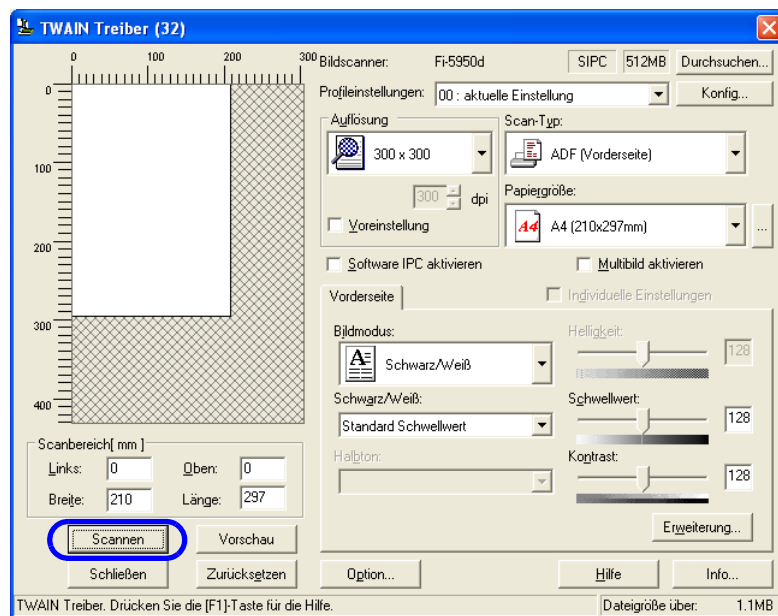 TWAIN Treiber (32)
0 100 200 300
0
100
200
300
400
Bildscanner: Fi-5950d SIPC 512MB Durchsuchen...
Profileinstellungen: 00 : aktuelle Einstellung Konfig...
Auflösung
300 x 300
300 dpi
Voreinstellung
Scan-Typ:
ADF (Vorderseite)
Papiergröße:
A4 A4 (210x297mm) ...
Software IPC aktivieren Multibild aktivieren
Vorderseite Individuelle Einstellungen
Bildmodus:
A Schwarz/Weiß
Schwarz/Weiß:
Standard Schwellwert
Halbton:
Helligkeit:
128
Schwellwert:
128
Kontrast:
128
Erweiterung...
Scanbereich[ mm ]
Links: 0 Oben: 0
Breite: 210 Länge: 297
Scannen Vorschau
Schließen Zurücksetzen Option... Hilfe Info...
TWAIN Treiber. Drücken Sie die [F1]-Taste für die Hilfe. Dateigröße über: 1.1MB